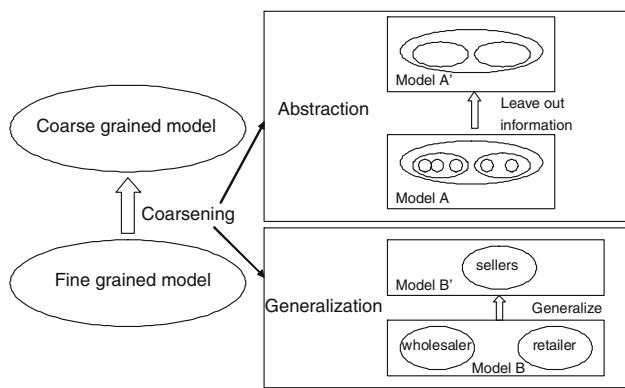 Coarse grained model
Coarsening
Fine grained model
Abstraction
Model A'
Leave out
information
Model A
Generalization
sellers
Model B'
Generalize
wholesaler
retailer
Model B